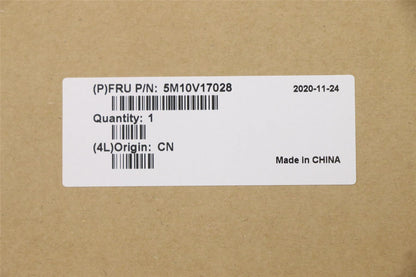 (P)FRU P/N: 5M10V17028
2020-11-24
Quantity: 1
(4L)Origin: CN
Made in CHINA